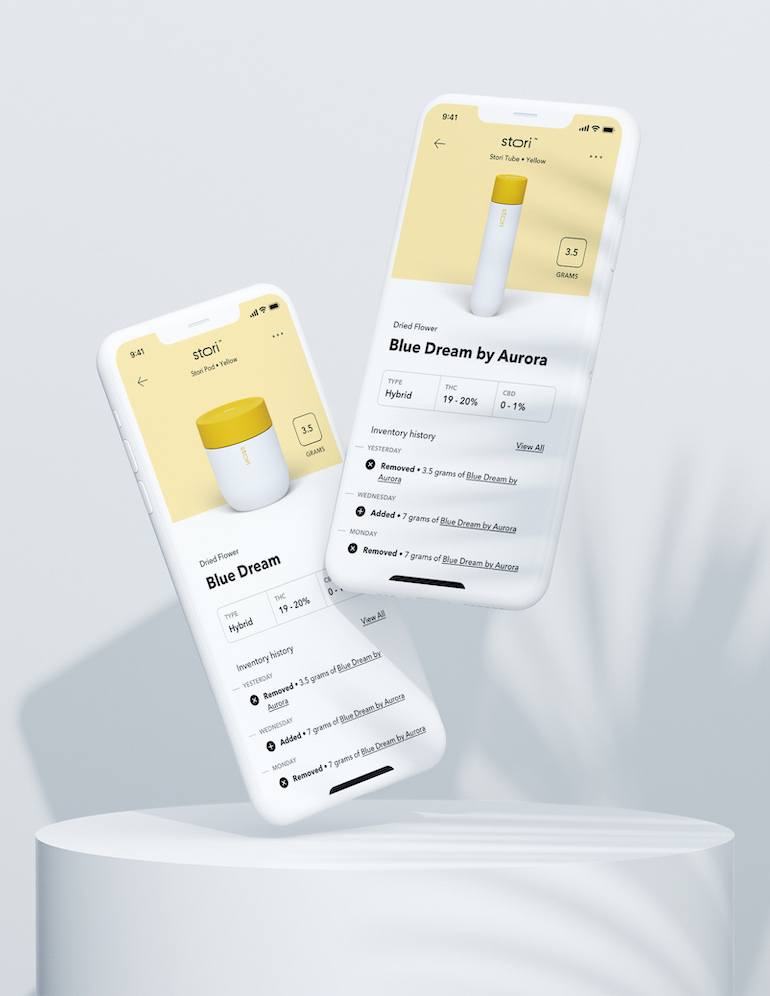 9:41
stori™
Stori Tube • Yellow
stori
3.5
GRAMS
Dried Flower
Blue Dream by Aurora
TYPE
Hybrid
THC
19 - 20%
CBD
0 - 1%
Inventory history
View All
YESTERDAY
Removed • 3.5 grams of Blue Dream by
Aurora
WEDNESDAY
Added • 7 grams of Blue Dream by Aurora
MONDAY
Removed • 7 grams of Blue Dream by Aurora
9:41
stori™
Stori Pod • Yellow
stori
3.5
GRAMS
Dried Flower
Blue Dream
TYPE
Hybrid
THC
19 - 20%
Inventory history
View All
YESTERDAY
Removed • 3.5 grams of Blue Dream by
Aurora
WEDNESDAY
Added • 7 grams of Blue Dream by Aurora
MONDAY
Removed • 7 grams of Blue Dream by Aurora